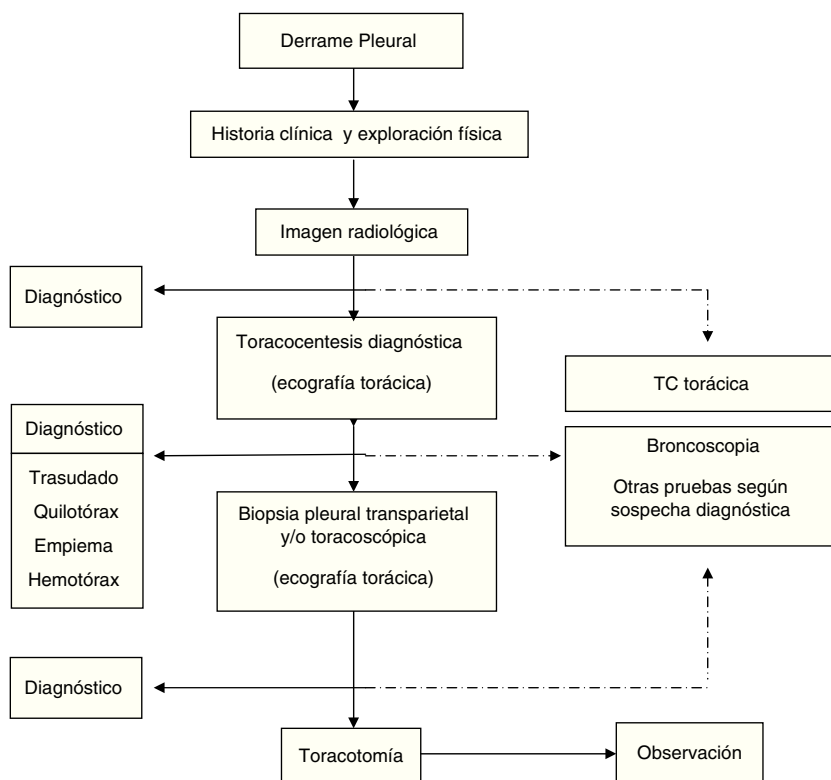 Derrame Pleural
Historia clínica y exploración física
Imagen radiológica
Diagnóstico
Toracocentesis diagnóstica
(ecografía torácica)
TC torácica
Diagnóstico
Trasudado
Quilotórax
Empiema
Hemotórax
Broncoscopia
Otras pruebas según
sospecha diagnóstica
Biopsia pleural transparietal
y/o toracoscópica
(ecografía torácica)
Diagnóstico
Toracotomía
Observación